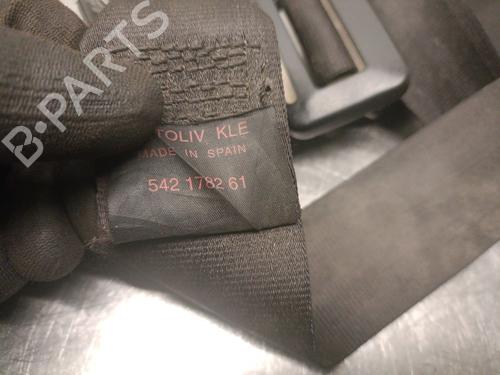 B-PARTS
TOLIV KLE
MADE IN SPAIN
542 1782 61